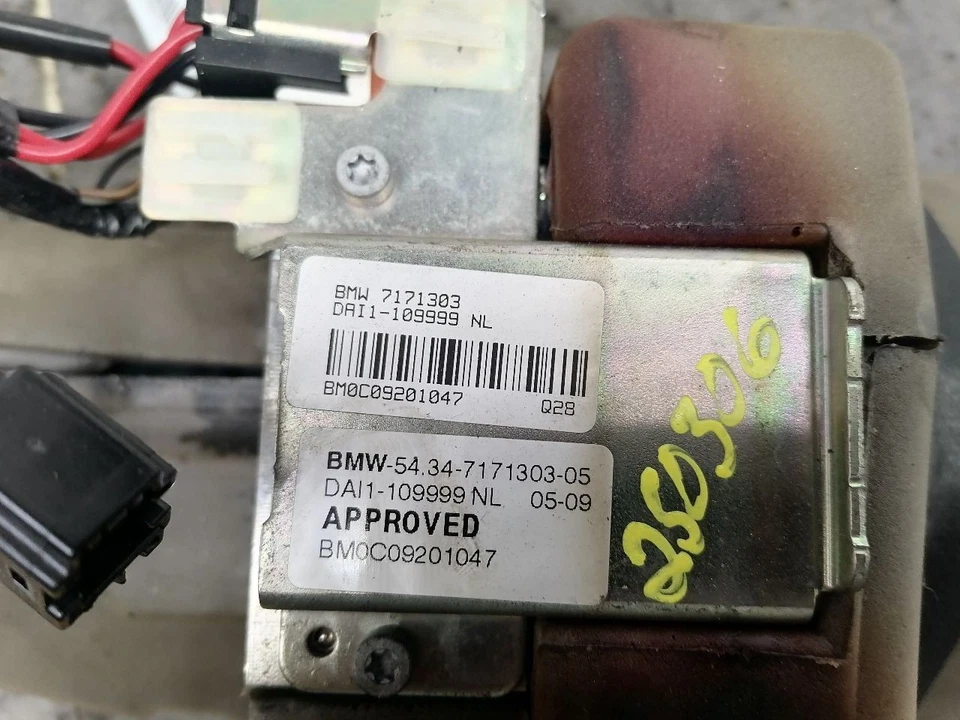 BMW 7171303
DAI1-109999 NL
BM0C09201047 Q28
BMW-54.34-7171303-05
DAI1-109999 NL 05-09
APPROVED
BM0C09201047
250306